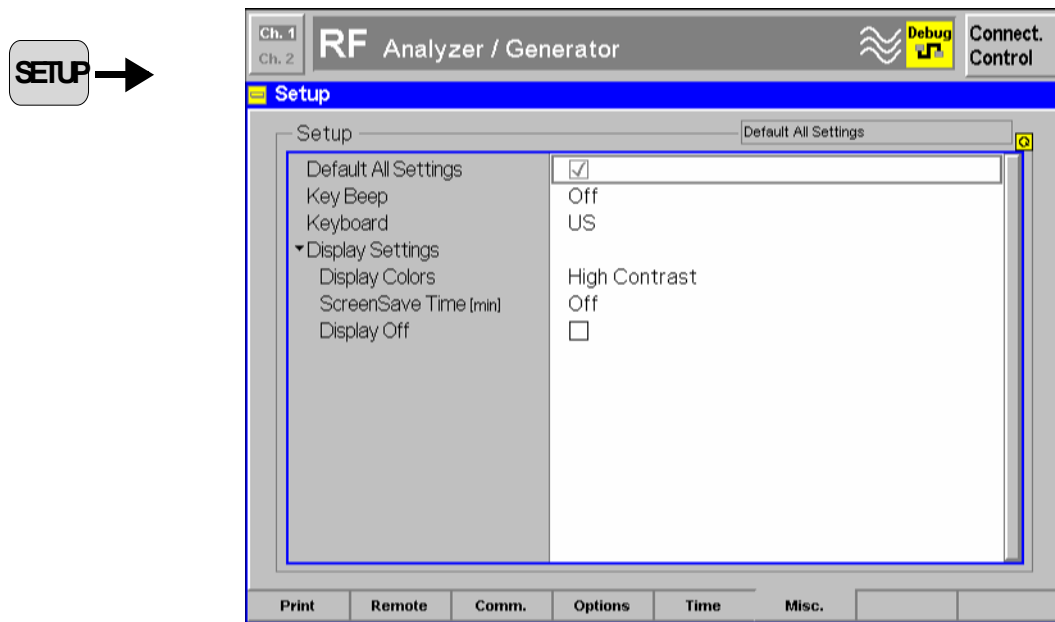 SETUP
Ch. 1
Ch. 2
RF Analyzer / Generator
Debug
Connect.
Control
Setup
Setup
Default All Settings
Default All Settings
Key Beep
Off
Keyboard
US
Display Settings
Display Colors
High Contrast
ScreenSave Time [min]
Off
Display Off
Print
Remote
Comm.
Options
Time
Misc.